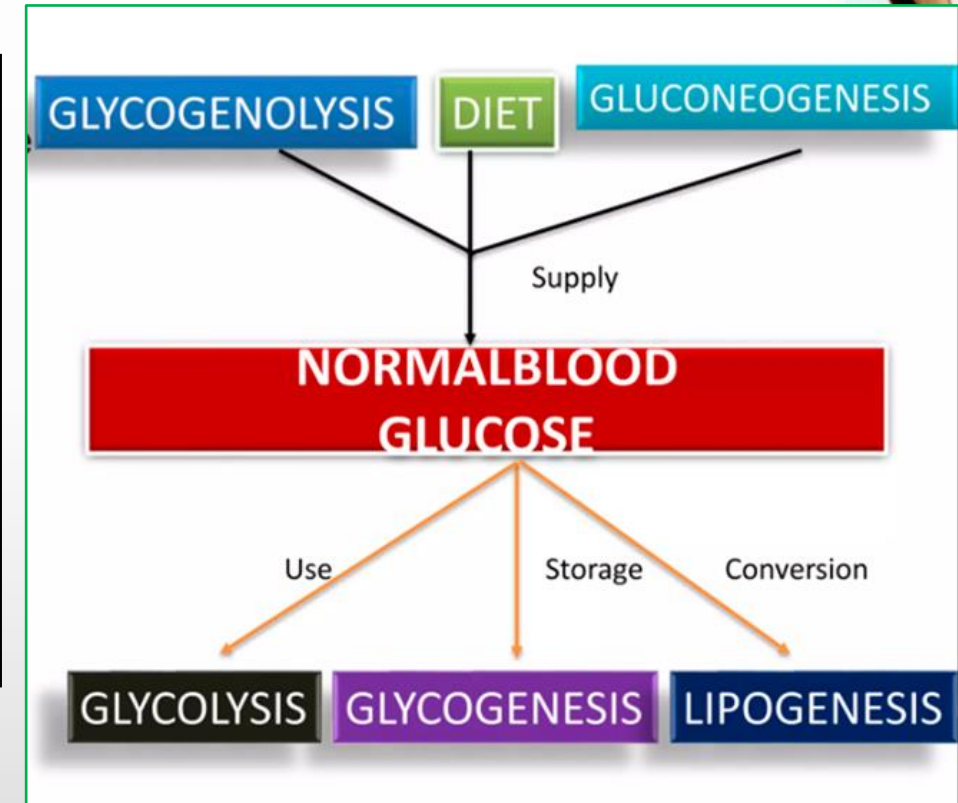 GLYCOGENOLYSIS DIET GLUCONEOGENESIS
e
Supply
NORMALBLOOD
GLUCOSE
Use Storage Conversion
GLYCOLYSIS GLYCOGENESIS LIPOGENESIS